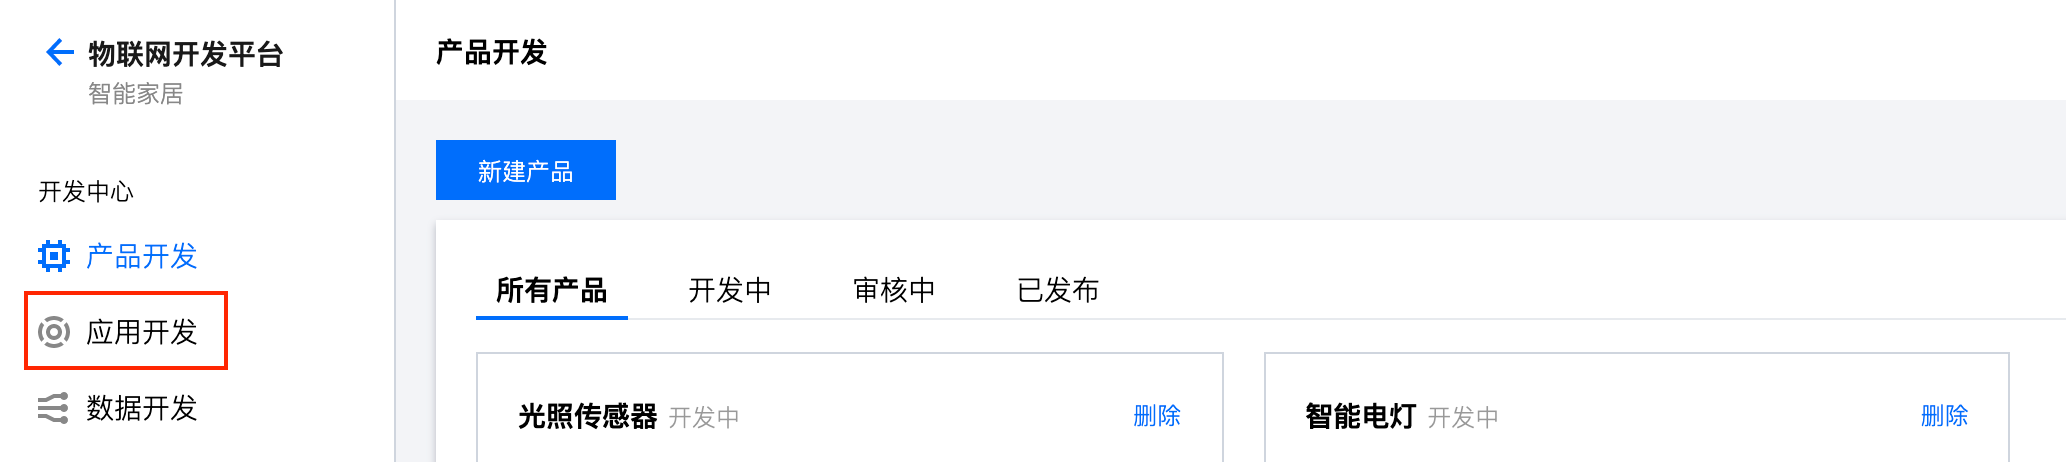 物联网开发平台
智能家居
开发中心
产品开发
应用开发
数据开发
产品开发
新建产品
所有产品 开发中 审核中 已发布
光照传感器 开发中 删除
智能电灯 开发中 删除